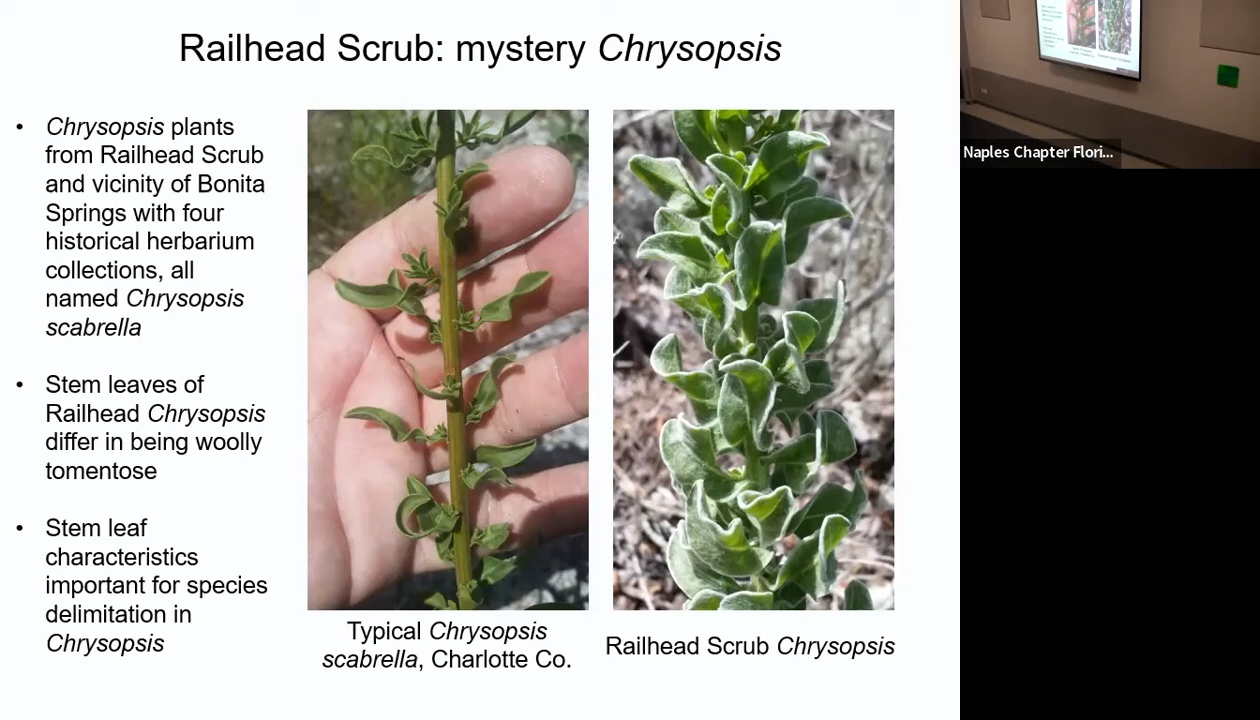 Railhead Scrub: mystery Chrysopsis
• Chrysopsis plants
from Railhead Scrub
and vicinity of Bonita
Springs with four
historical herbarium
collections, all
named Chrysopsis
scabrella
• Stem leaves of
Railhead Chrysopsis
differ in being woolly
tomentose
• Stem leaf
characteristics
important for species
delimitation in
Chrysopsis
Typical Chrysopsis
scabrella, Charlotte Co.
Railhead Scrub Chrysopsis
Naples Chapter Flori...